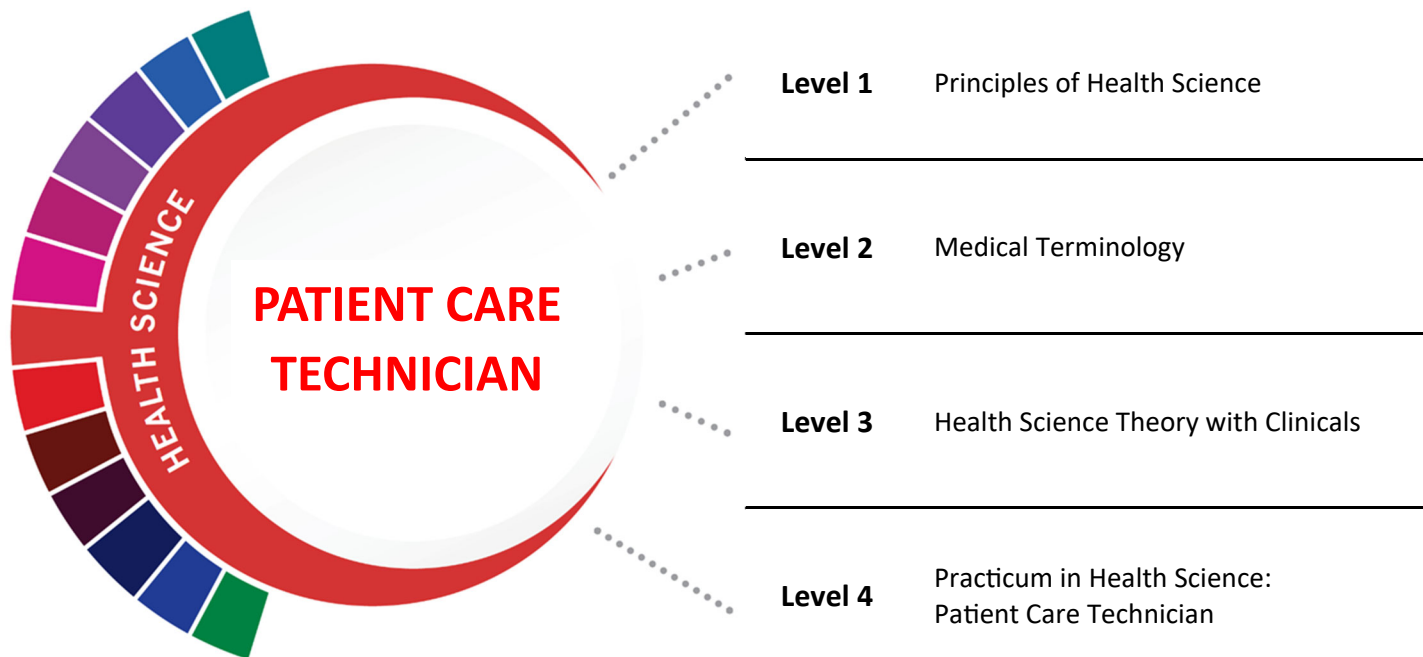 HEALTH SCIENCE
PATIENT CARE
TECHNICIAN
Level 1 Principles of Health Science
Level 2 Medical Terminology
Level 3 Health Science Theory with Clinicals
Level 4 Practicum in Health Science:
Patient Care Technician